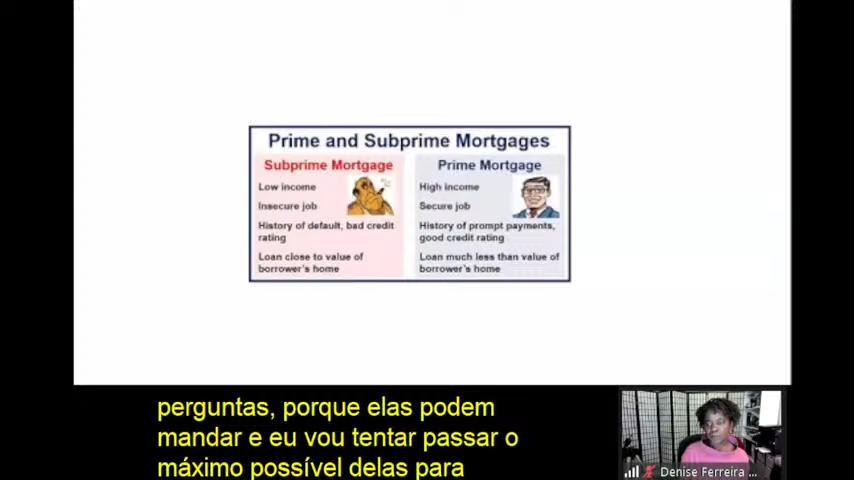 Prime and Subprime Mortgages
Subprime Mortgage
Low income
Insecure job
History of default, bad credit
rating
Loan close to value of
borrower's home
Prime Mortgage
High income
Secure job
History of prompt payments,
good credit rating
Loan much less than value of
borrower's home
perguntas, porque elas podem
mandar e eu vou tentar passar o
máximo possível delas para
Denise Ferreira ...